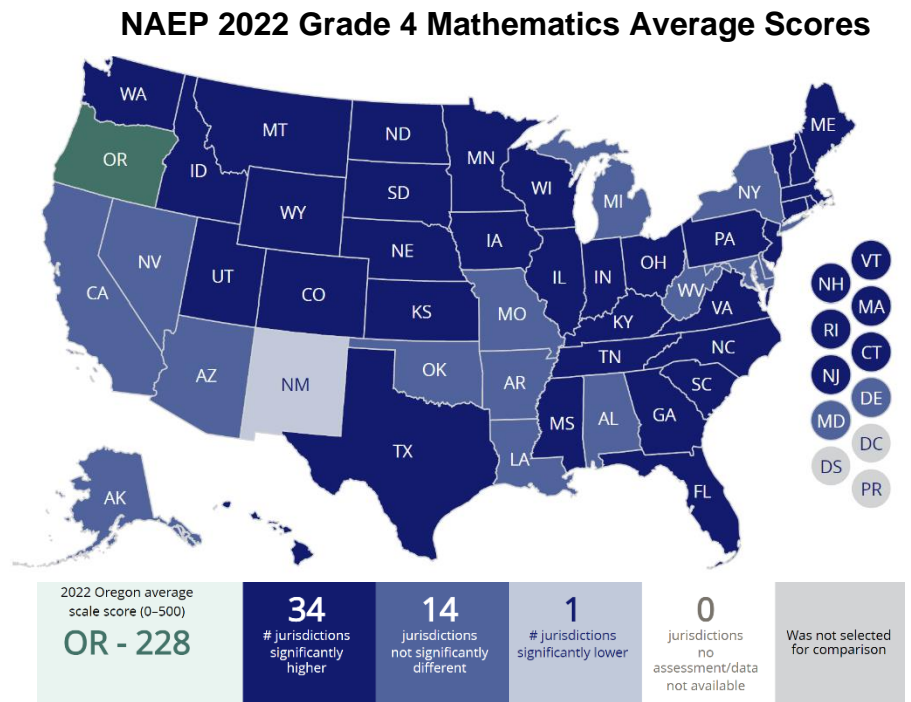 NAEP 2022 Grade 4 Mathematics Average Scores
WA
MT
ND
MN
ME
OR
ID
SD
WI
MI
NY
WY
IA
PA
NE
NV
UT
CO
IL
IN
OH
WV
VA
CA
KS
MO
KY
NC
TN
AZ
NM
OK
AR
SC
MS
AL
GA
TX
LA
FL
AK
VT
NH
MA
RI
CT
NJ
DE
MD
DC
DS
PR
2022 Oregon average
scale score (0–500)
OR - 228
34
# jurisdictions
significantly
higher
14
jurisdictions
not significantly
different
1
# jurisdictions
significantly lower
0
jurisdictions
no
assessment/data
not available
Was not selected
for comparison